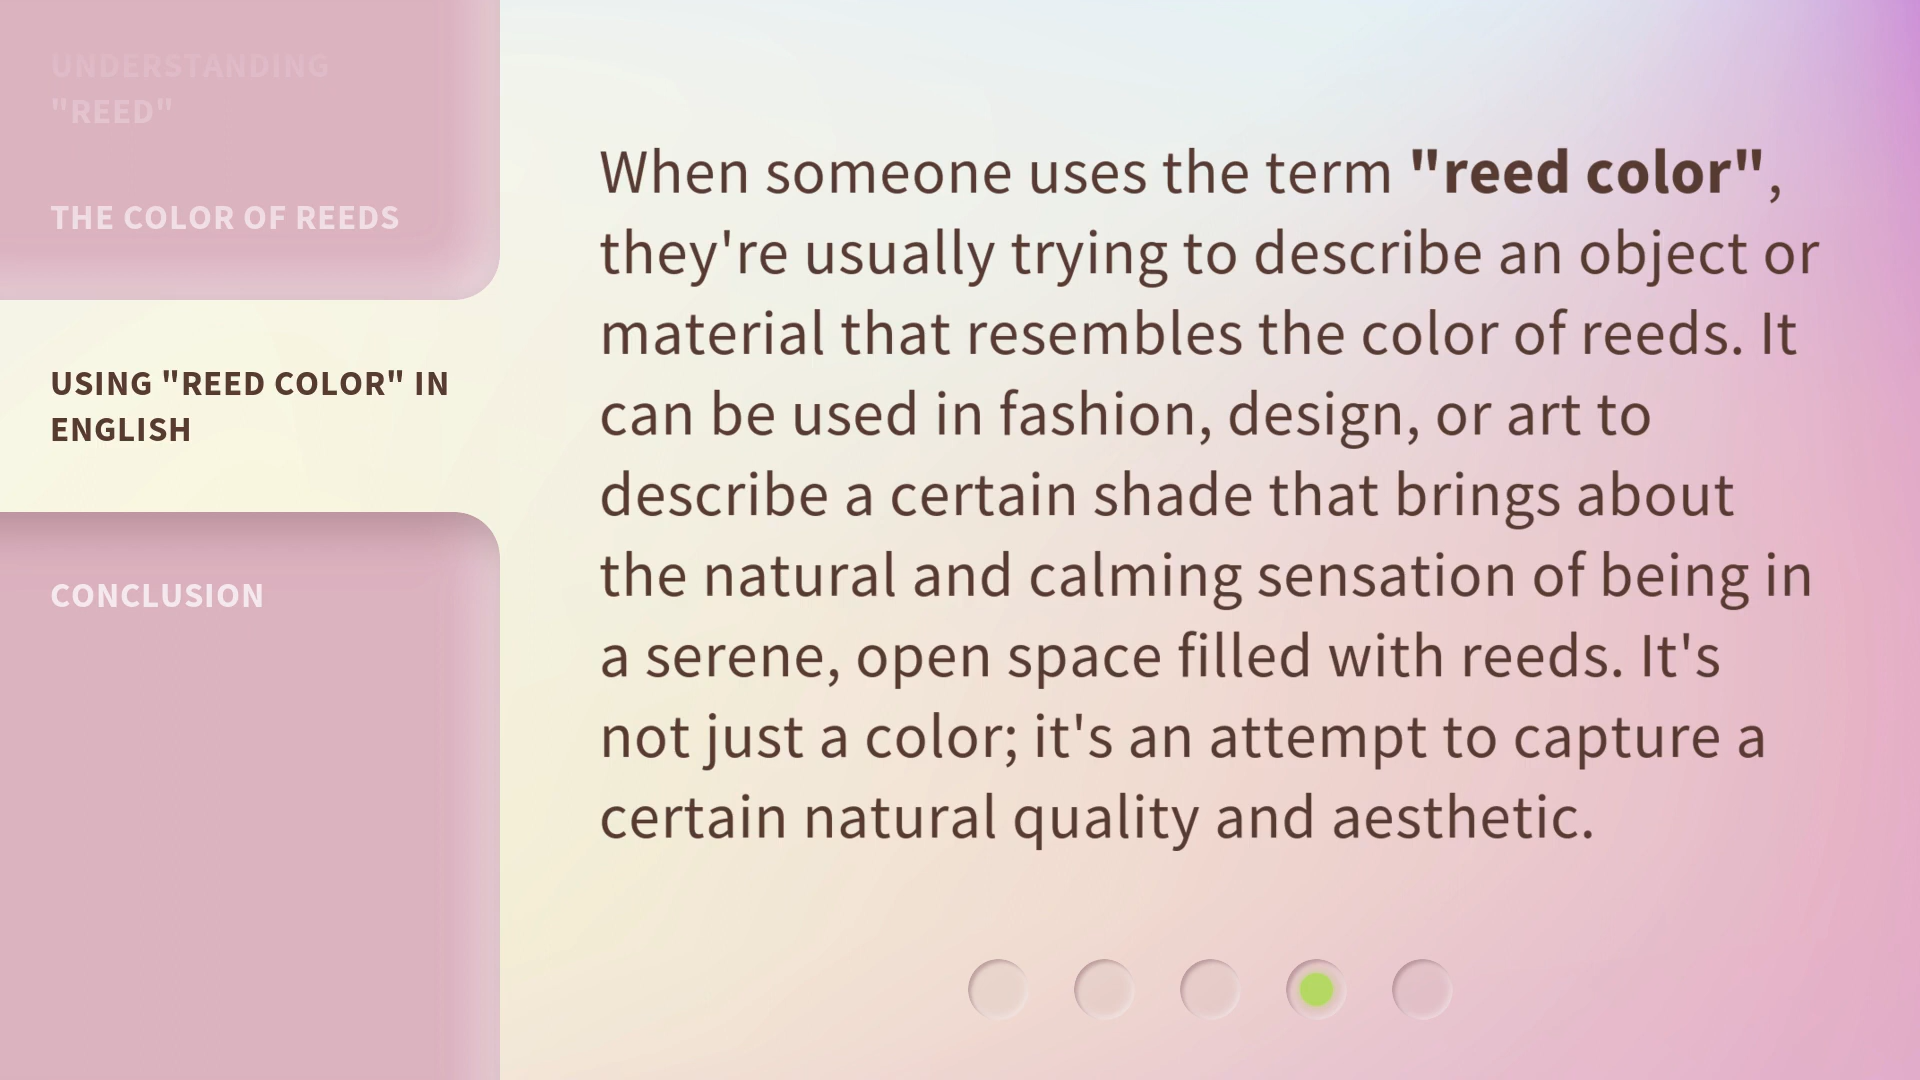 UNDERSTANDING
"REED"
THE COLOR OF REEDS
USING "REED COLOR" IN
ENGLISH
CONCLUSION
When someone uses the term "reed color",
they're usually trying to describe an object or
material that resembles the color of reeds. It
can be used in fashion, design, or art to
describe a certain shade that brings about
the natural and calming sensation of being in
a serene, open space filled with reeds. It's
not just a color; it's an attempt to capture a
certain natural quality and aesthetic.